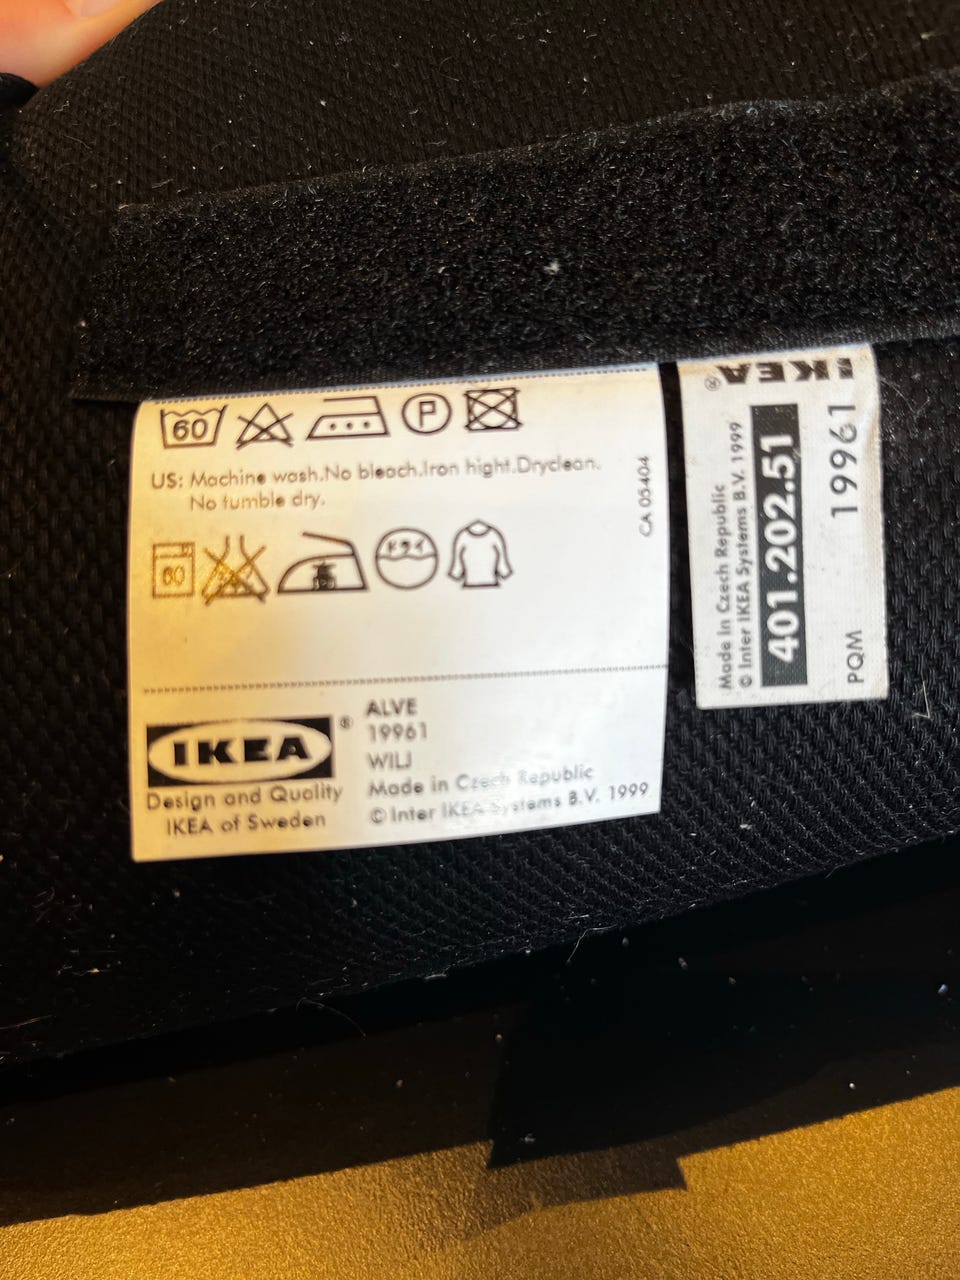 60 P
US: Machine wash.No bleach.Iron hight.Dryclean.
No tumble dry.
60 ドライ
CA 05404
IKEA®
Design and Quality
IKEA of Sweden
ALVE
19961
WILJ
Made in Czech Republic
© Inter IKEA Systems B.V. 1999
IKEA®
Made in Czech Republic
© Inter IKEA Systems B.V. 1999
401.202.51
19961
PQM